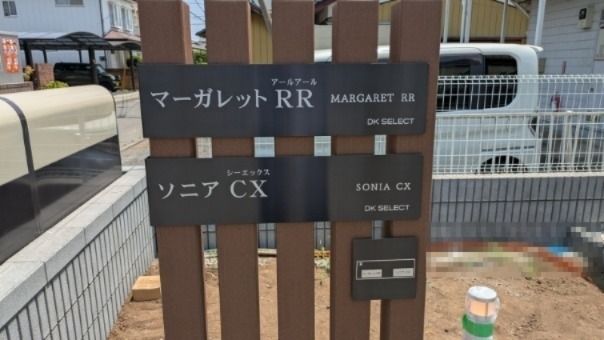 アールアール
マーガレット RR MARGARET RR
DK SELECT
シーエックス
ソニア CX SONIA CX
DK SELECT